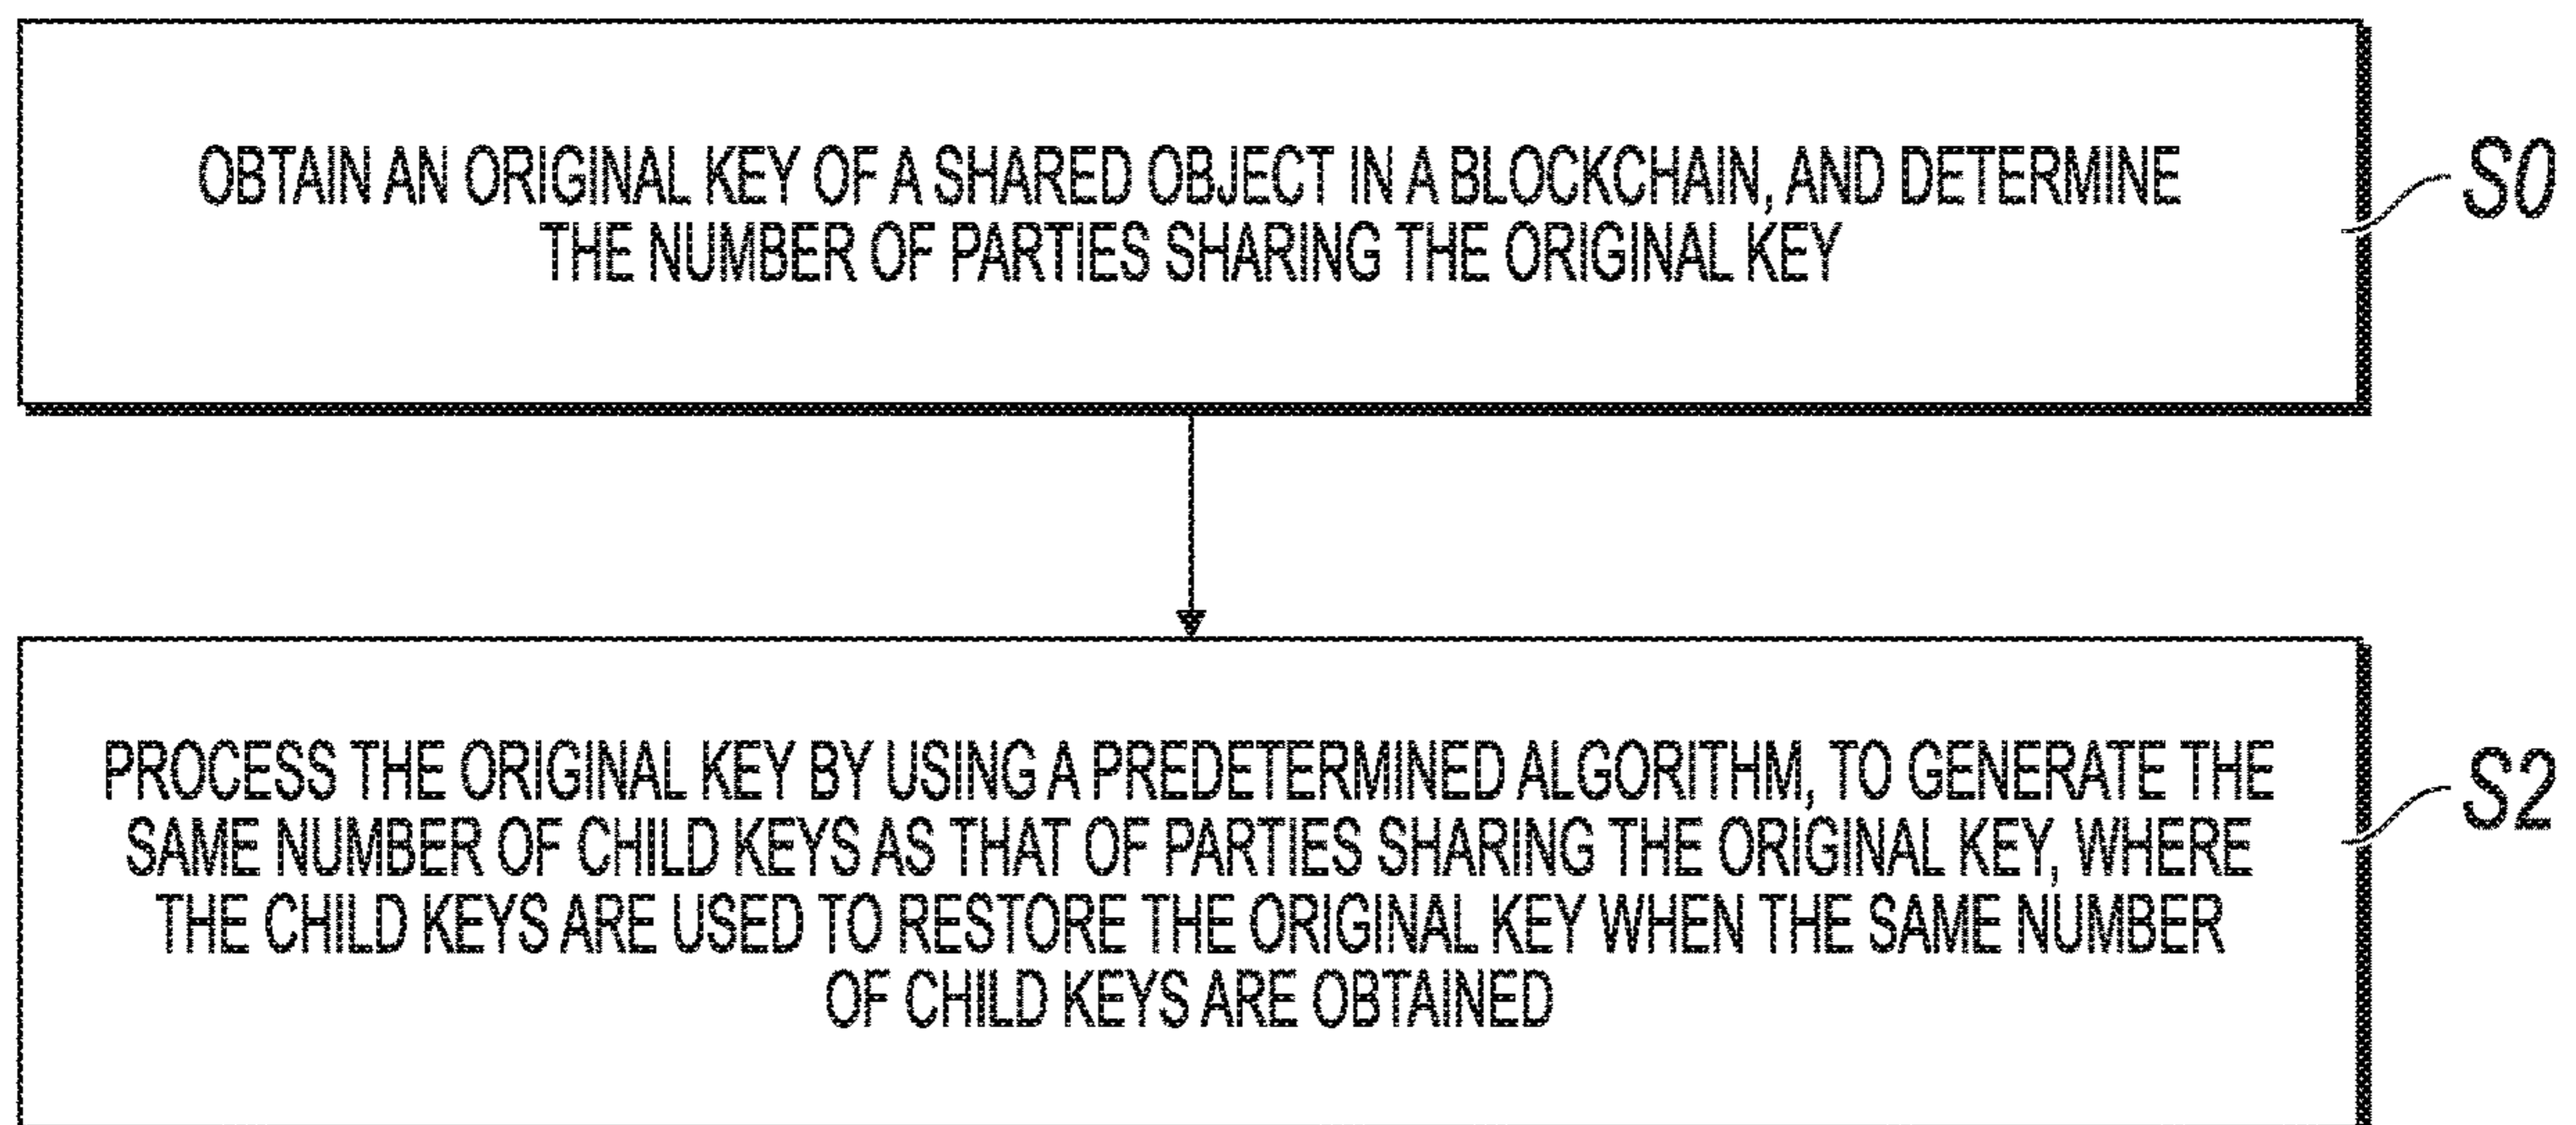 OBTAIN AN ORIGINAL KEY OF A SHARED OBJECT IN A BLOCKCHAIN, AND DETERMINE
THE NUMBER OF PARTIES SHARING THE ORIGINAL KEY
S0
PROCESS THE ORIGINAL KEY BY USING A PREDETERMINED ALGORITHM, TO GENERATE THE
SAME NUMBER OF CHILD KEYS AS THAT OF PARTIES SHARING THE ORIGINAL KEY, WHERE
THE CHILD KEYS ARE USED TO RESTORE THE ORIGINAL KEY WHEN THE SAME NUMBER
OF CHILD KEYS ARE OBTAINED
S2